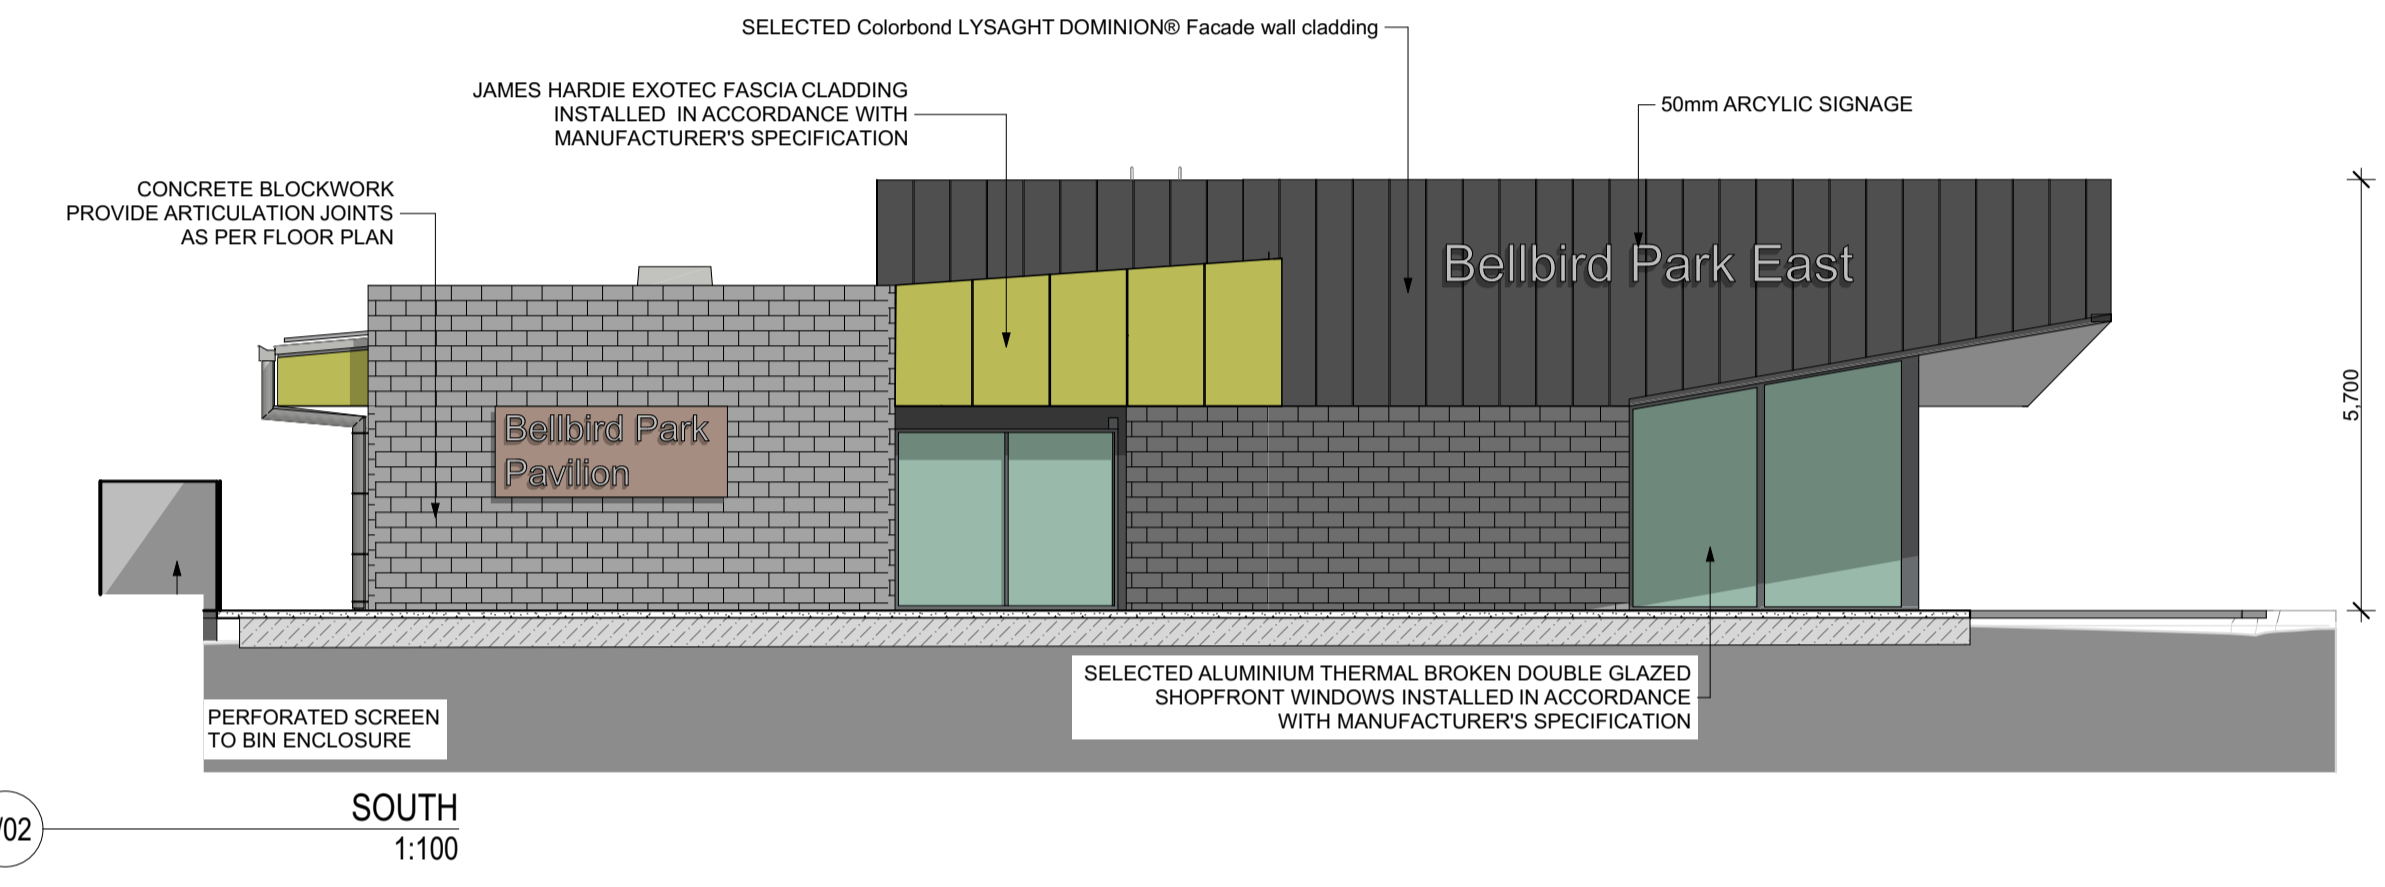 SELECTED Colorbond LYSAGHT DOMINION® Facade wall cladding
JAMES HARDIE EXOTEC FASCIA CLADDING
INSTALLED IN ACCORDANCE WITH
MANUFACTURER'S SPECIFICATION
50mm ARCYLIC SIGNAGE
CONCRETE BLOCKWORK
PROVIDE ARTICULATION JOINTS
AS PER FLOOR PLAN
Bellbird Park East
5,700
Bellbird Park
Pavilion
SELECTED ALUMINIUM THERMAL BROKEN DOUBLE GLAZED
SHOPFRONT WINDOWS INSTALLED IN ACCORDANCE
WITH MANUFACTURER'S SPECIFICATION
PERFORATED SCREEN
TO BIN ENCLOSURE
/02
SOUTH
1:100